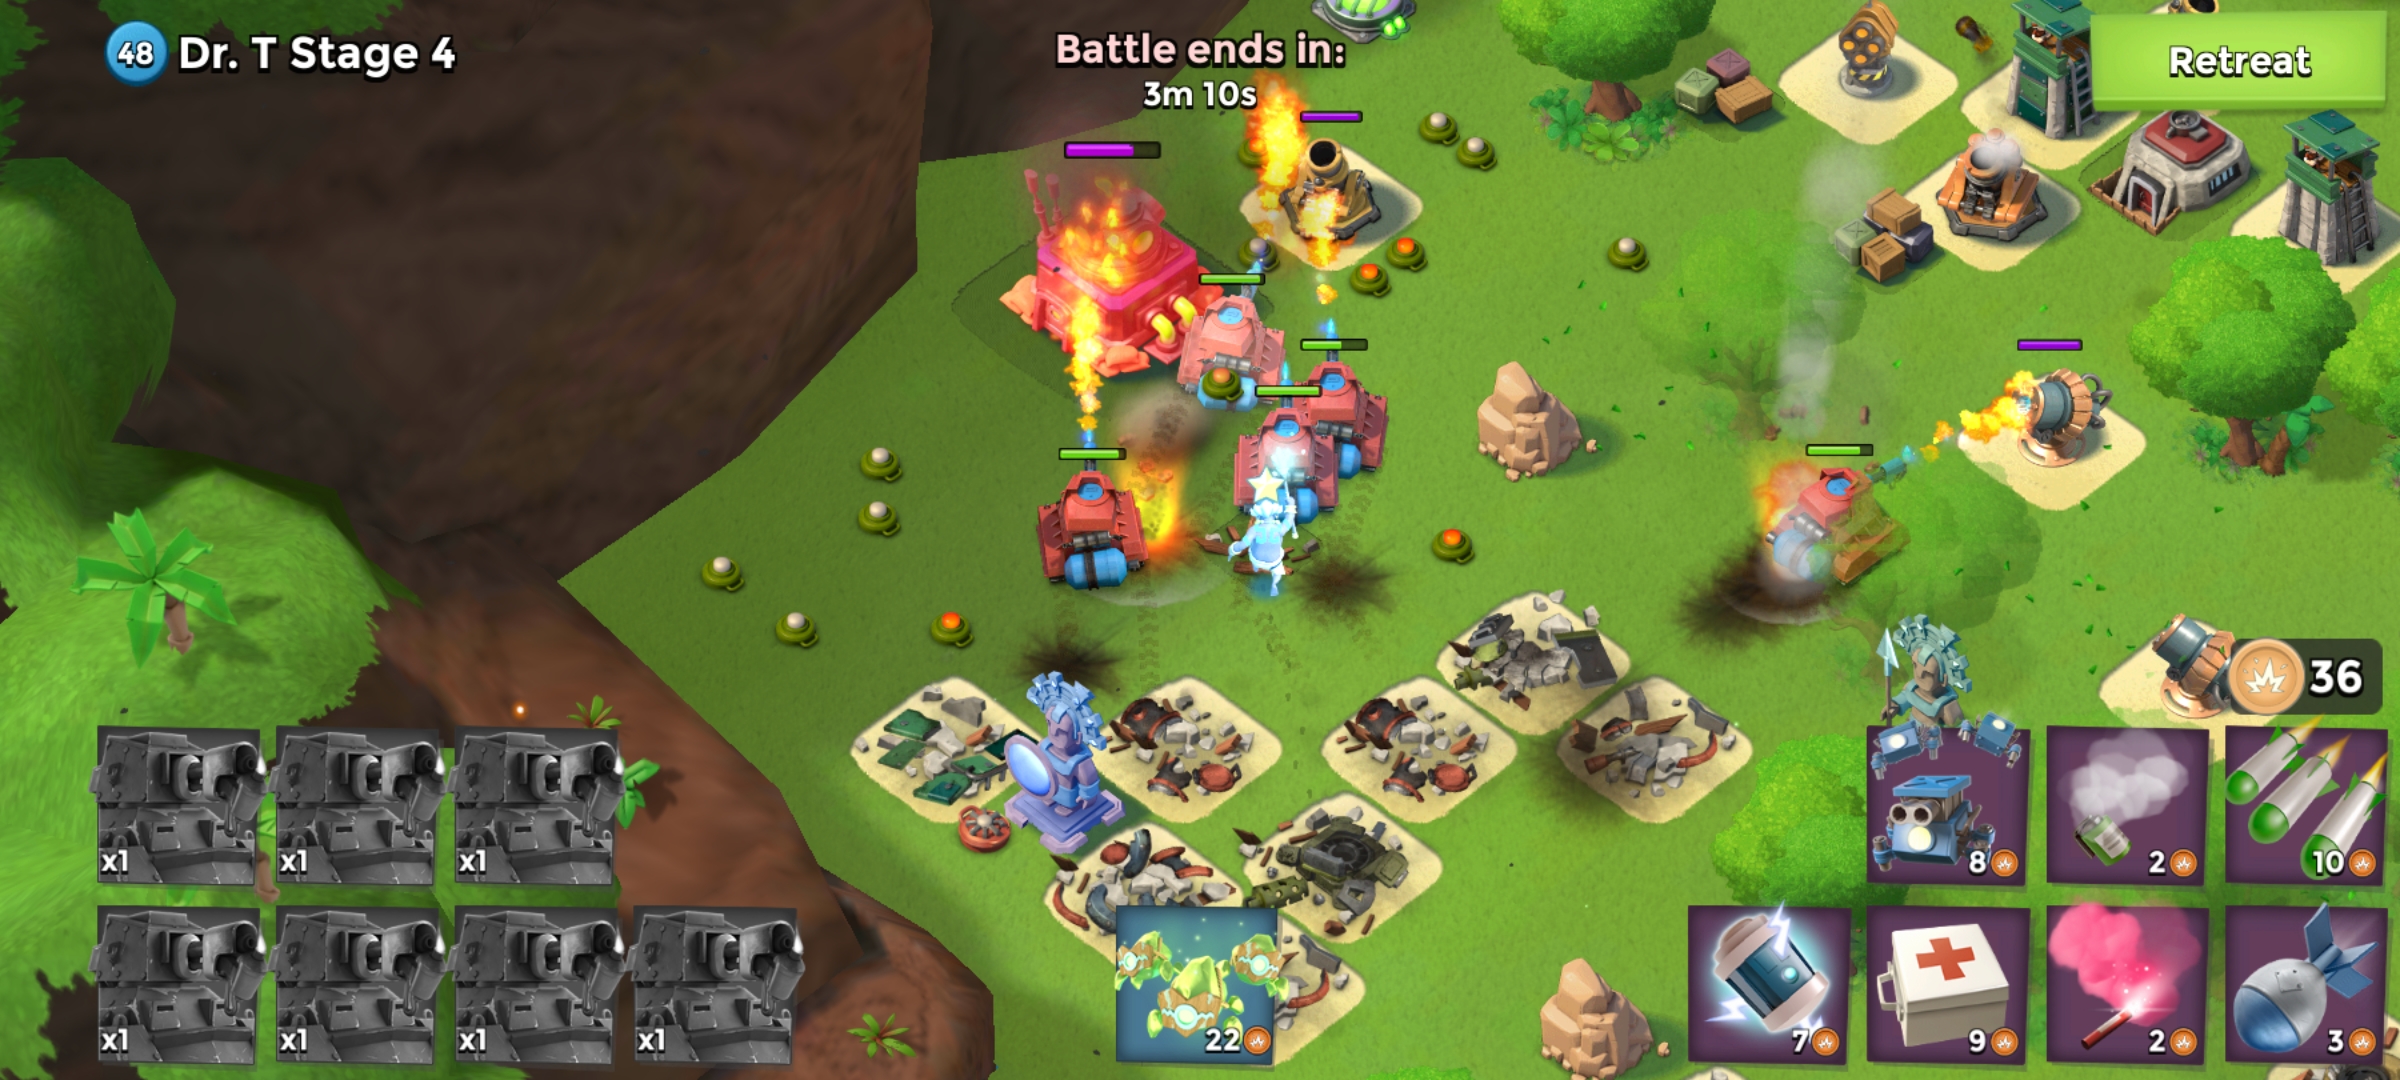 48 Dr. T Stage 4
Battle ends in:
3m 10s
Retreat
36
x1
x1
x1
8
2
10
x1
x1
x1
x1
22
7
9
2
3